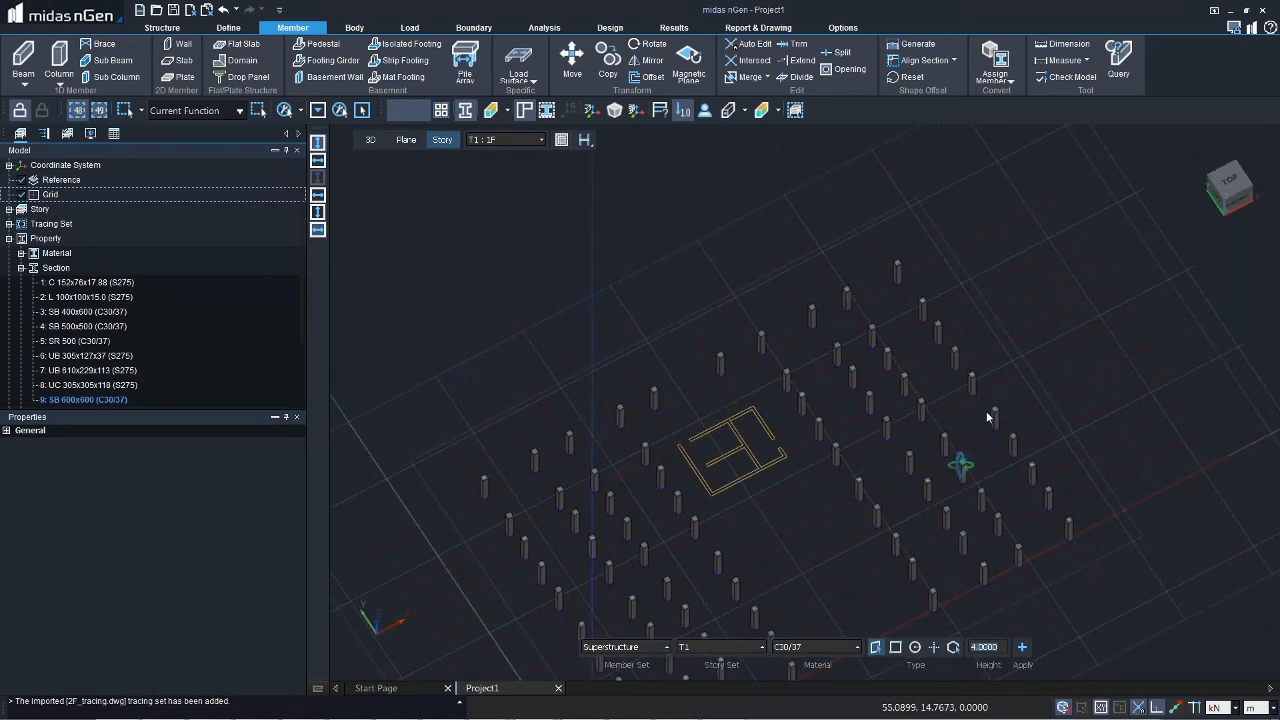 midas nGen
midas nGen - Project1
Structure Define Member Body Load Boundary Analysis Design Results Report & Drawing Options
Brace Wall Flat Slab Pedestal Isolated Footing Rotate Auto Edit Trim Split Generate Dimension
Sub Beam Slab Domain Footing Girder Strip Footing Mirror Intersect Extend Opening Align Section Measure
Beam Column Sub Column Plate Drop Panel Basement Wall Mat Footing Pile Array Load Surface Move Copy Offset Magnetic Plane Merge Divide Reset Assign Member Check Model Query
1D Member 2D Member Flat/Plate Structure Basement Specific Transform Edit / Merge Shape Offset Convert Tool
48 49 Current Function 1.0
3D Plane Story T1 : 1F
Model
Coordinate System
Reference
Grid
Story
Tracing Set
Property
Material
Section
1: C 152x76x17.88 (S275)
2: L 100x100x15.0 (S275)
3: SB 400x600 (C30/37)
4: SB 500x500 (C30/37)
5: SR 500 (C30/37)
6: UB 305x127x37 (S275)
7: UB 610x229x113 (S275)
8: UC 305x305x118 (S275)
9: SB 600x600 (C30/37)
Properties
General
TOP
Y X
Superstructure T1 C30/37 4.0000
Member Set Story Set Material Type Height Apply
Start Page Project1
> The imported [2F_tracing.dwg] tracing set has been added.
55.0899, 14.7673, 0.0000 kN m